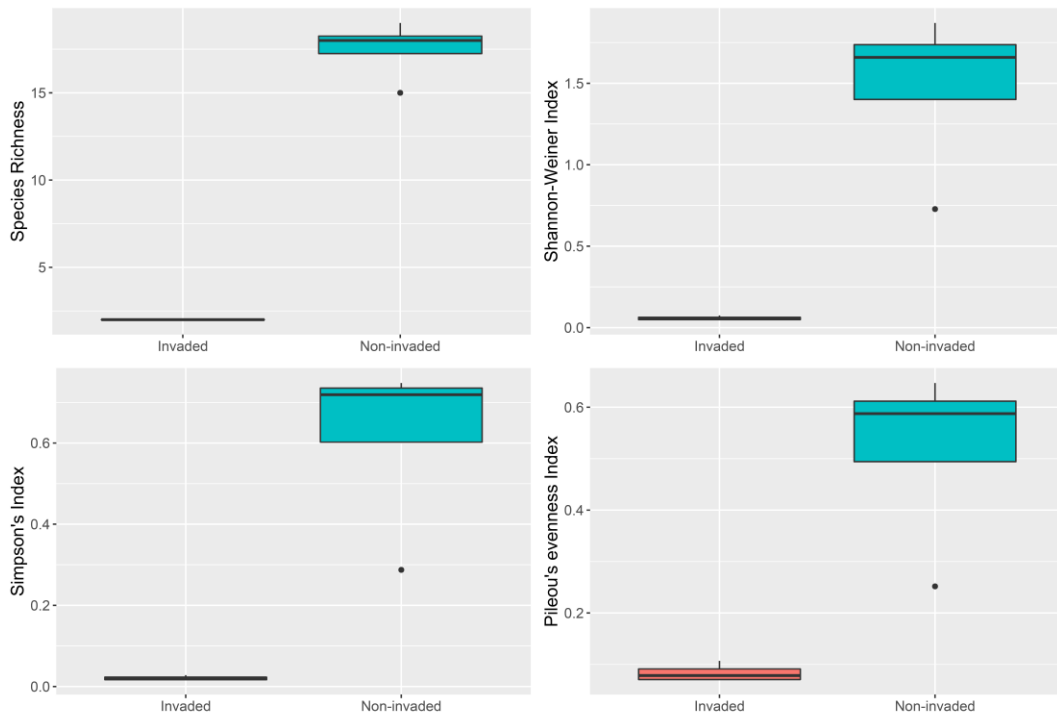 Species Richness
15
10
5
Invaded
Non-invaded
Shannon-Weiner Index
1.5
1.0
0.5
0.0
Invaded
Non-invaded
Simpson's Index
0.6
0.4
0.2
0.0
Invaded
Non-invaded
Pileou's evenness Index
0.6
0.4
0.2
Invaded
Non-invaded